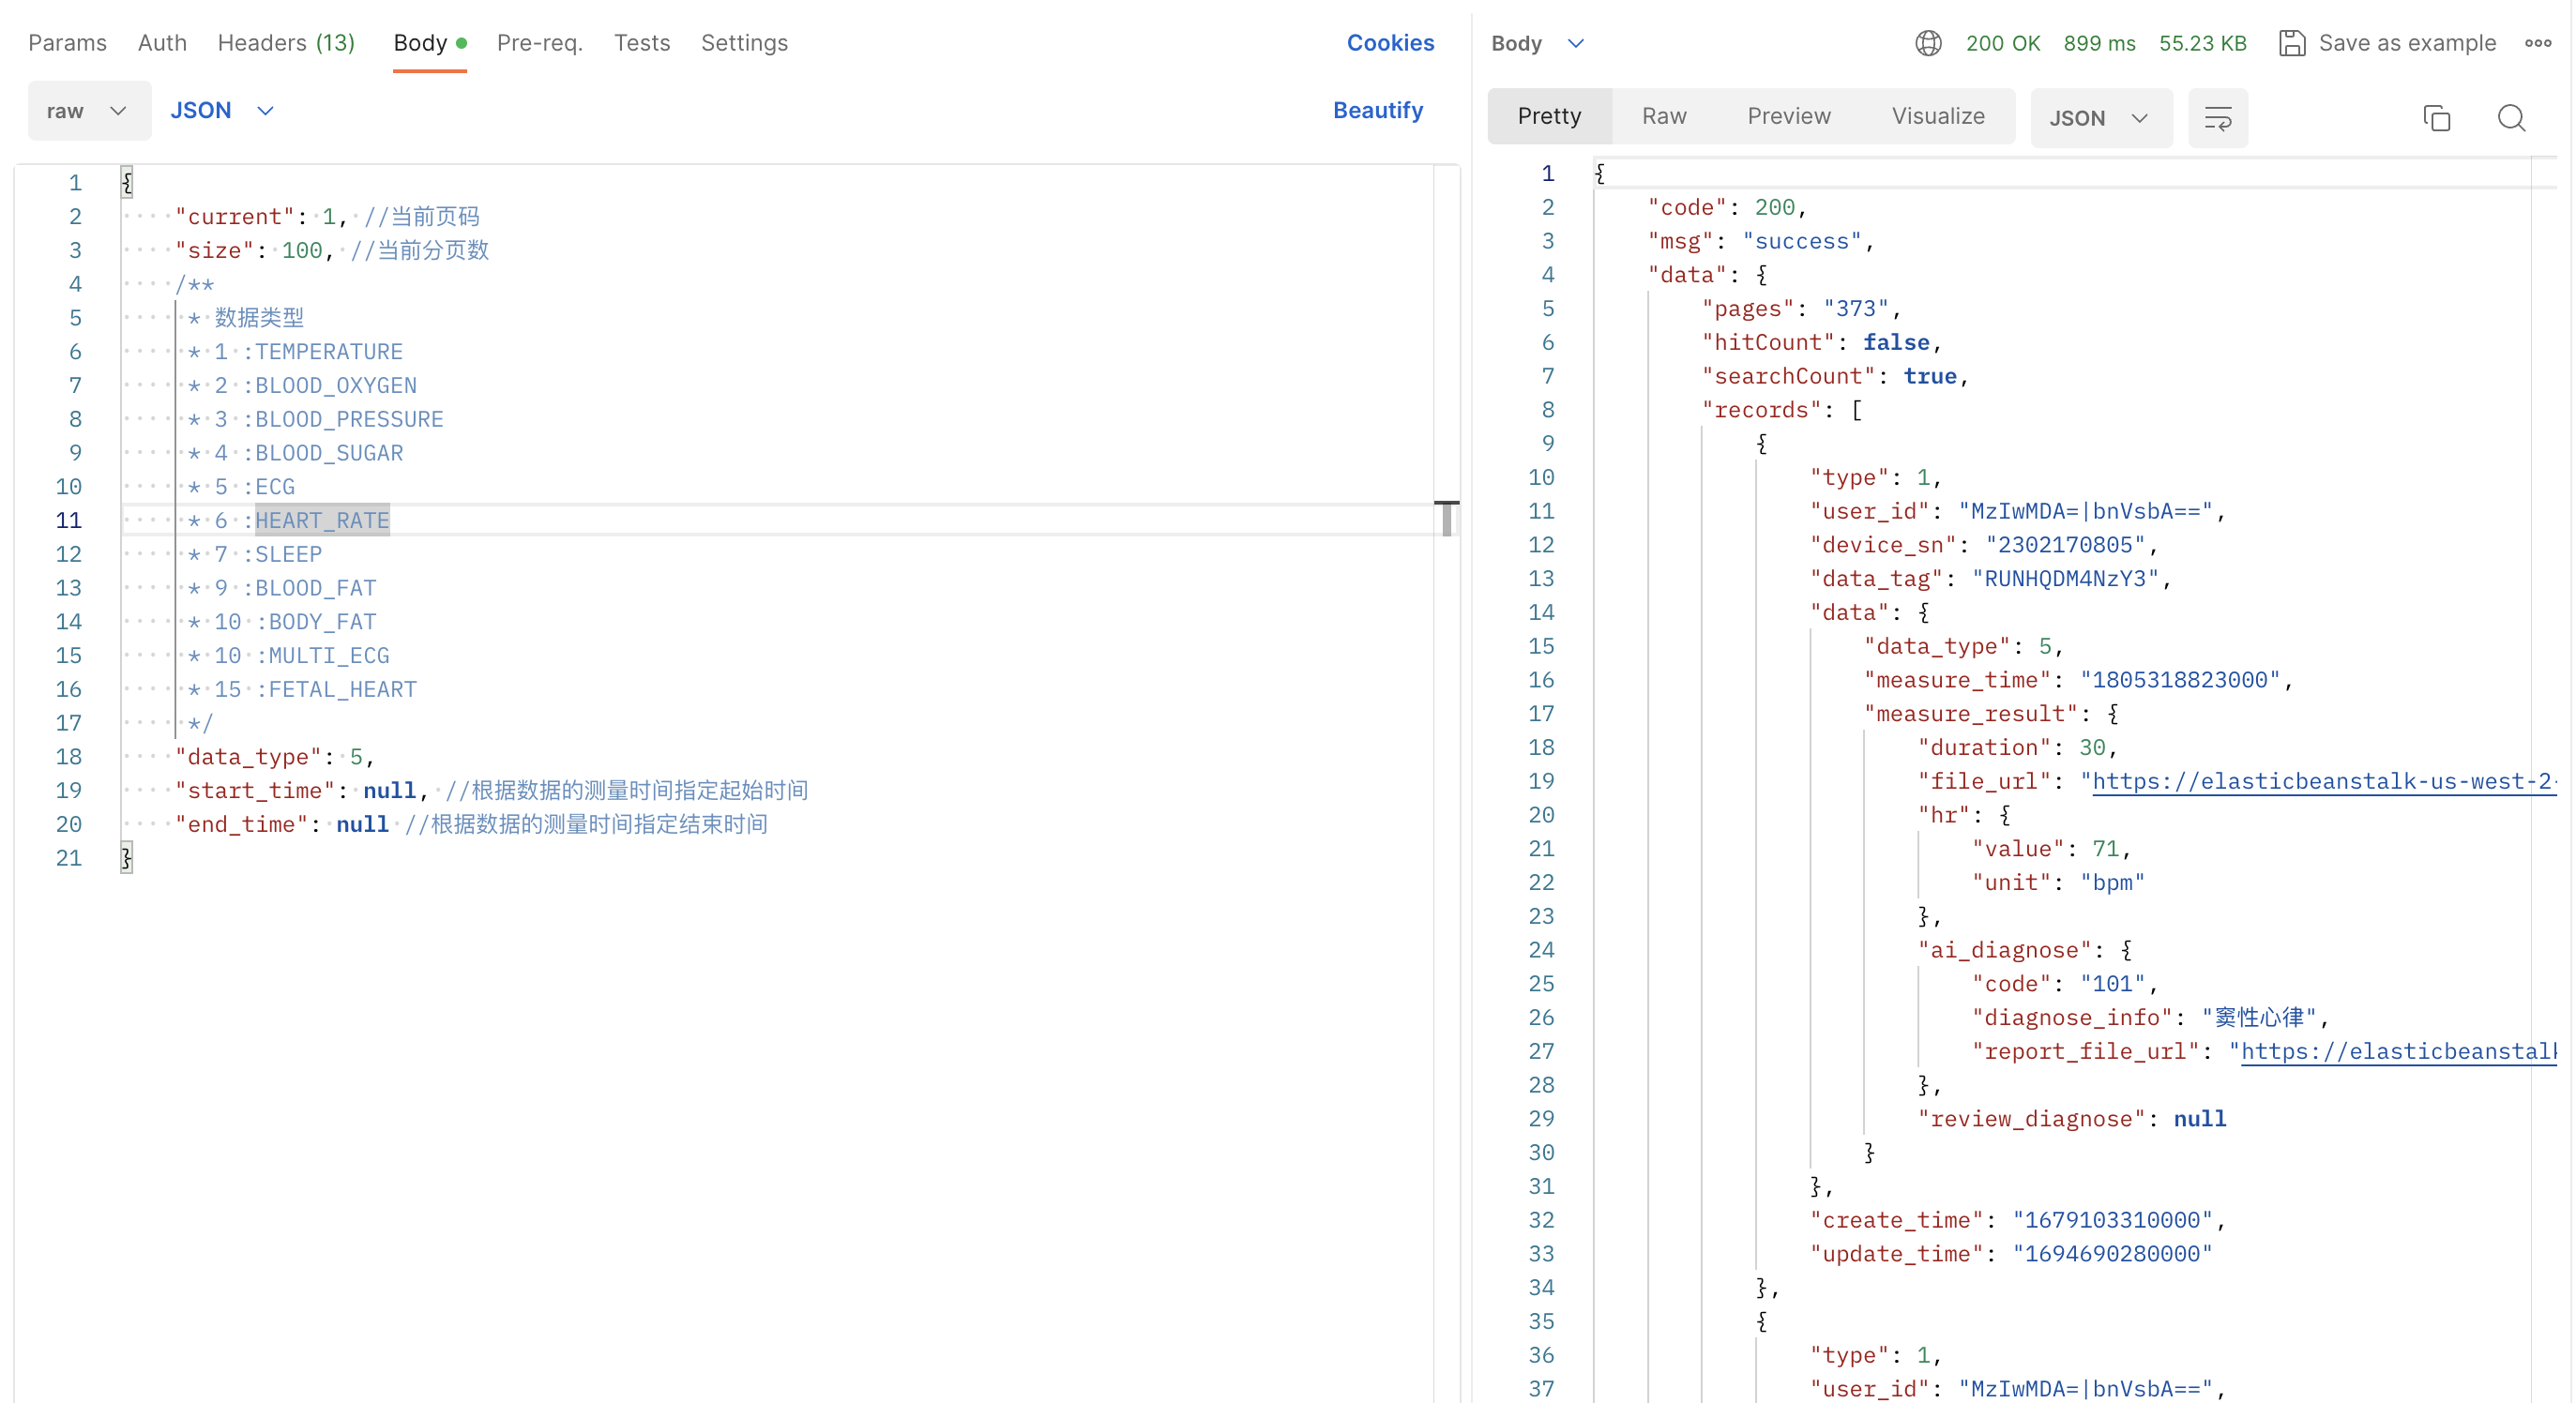 Params Auth Headers (13) Body Pre-req. Tests Settings Cookies
raw JSON Beautify
1 {
2 "current": 1, //当前页码
3 "size": 100, //当前分页数
4 /**
5 * 数据类型
6 * 1 :TEMPERATURE
7 * 2 :BLOOD_OXYGEN
8 * 3 :BLOOD_PRESSURE
9 * 4 :BLOOD_SUGAR
10 * 5 :ECG
11 * 6 :HEART_RATE
12 * 7 :SLEEP
13 * 9 :BLOOD_FAT
14 * 10 :BODY_FAT
15 * 10 :MULTI_ECG
16 * 15 :FETAL_HEART
17 */
18 "data_type": 5,
19 "start_time": null, //根据数据的测量时间指定起始时间
20 "end_time": null //根据数据的测量时间指定结束时间
21 }
Body 200 OK 899 ms 55.23 KB Save as example
Pretty Raw Preview Visualize JSON
1 {
2 "code": 200,
3 "msg": "success",
4 "data": {
5 "pages": "373",
6 "hitCount": false,
7 "searchCount": true,
8 "records": [
9 {
10 "type": 1,
11 "user_id": "MzIwMDA=|bnVsbA==",
12 "device_sn": "2302170805",
13 "data_tag": "RUNHQDM4NzY3",
14 "data": {
15 "data_type": 5,
16 "measure_time": "1805318823000",
17 "measure_result": {
18 "duration": 30,
19 "file_url": "https://elasticbeanstalk-us-west-2-
20 "hr": {
21 "value": 71,
22 "unit": "bpm"
23 },
24 "ai_diagnose": {
25 "code": "101",
26 "diagnose_info": "窦性心律",
27 "report_file_url": "https://elasticbeanstalk
28 },
29 "review_diagnose": null
30 }
31 },
32 "create_time": "1679103310000",
33 "update_time": "1694690280000"
34 },
35 {
36 "type": 1,
37 "user_id": "MzIwMDA=|bnVsbA==",